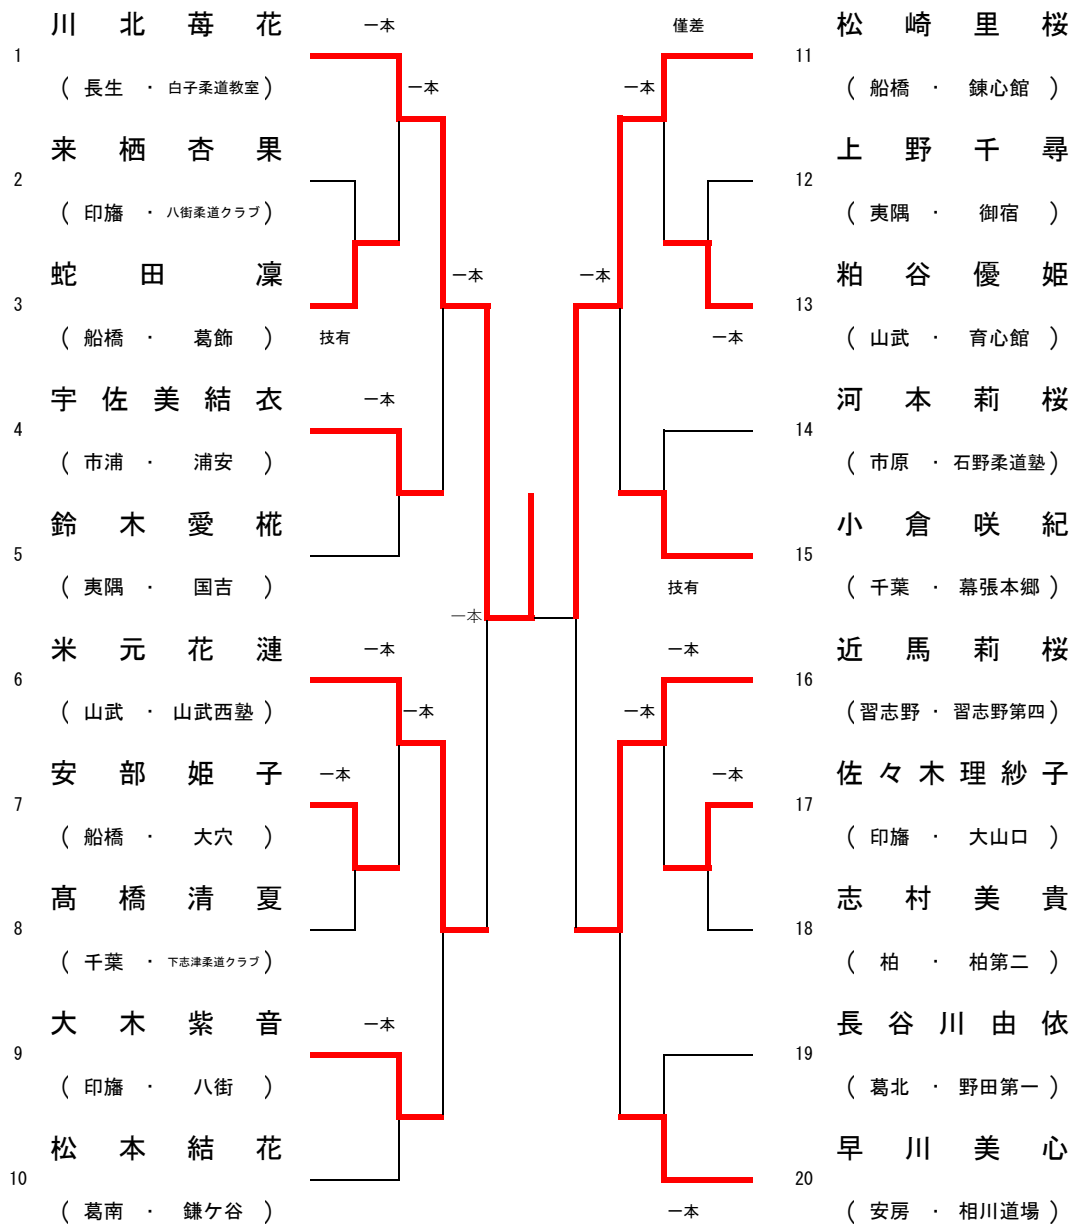 川北苺花
一本
1
(長生・白子柔道教室)
一本
来栖杏果
2
(印旛・八街柔道クラブ)
蛇田凜
一本
3
(船橋・葛飾)
技有
宇佐美結衣
一本
4
(市浦・浦安)
鈴木愛椛
5
(夷隅・国吉)
一本
米元花漣
一本
6
(山武・山武西塾)
一本
安部姫子
一本
7
(船橋・大穴)
髙橋清夏
8
(千葉・下志津柔道クラブ)
大木紫音
一本
9
(印旛・八街)
松本結花
10
(葛南・鎌ケ谷)
僅差
松崎里桜
11
一本
(船橋・錬心館)
上野千尋
12
(夷隅・御宿)
一本
粕谷優姫
13
一本
(山武・育心館)
河本莉桜
14
(市原・石野柔道塾)
小倉咲紀
15
技有
(千葉・幕張本郷)
一本
近馬莉桜
16
一本
(習志野・習志野第四)
一本
佐々木理紗子
17
(印旛・大山口)
志村美貴
18
(柏・柏第二)
長谷川由依
19
(葛北・野田第一)
早川美心
20
一本
(安房・相川道場)